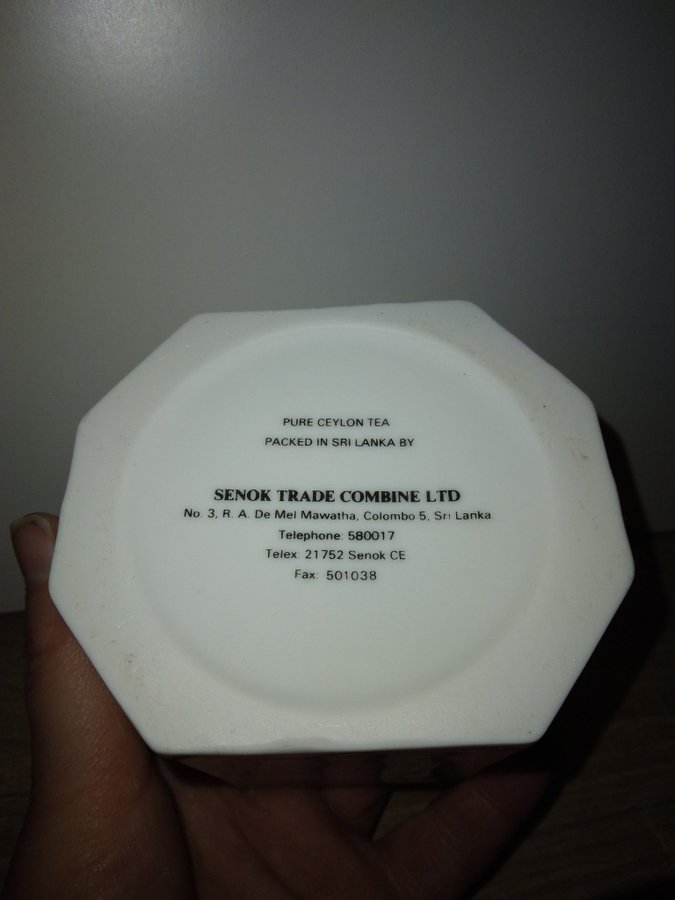 PURE CEYLON TEA
PACKED IN SRI LANKA BY
SENOK TRADE COMBINE LTD
No. 3, R. A. De Mel Mawatha, Colombo 5, Sri Lanka.
Telephone: 580017
Telex: 21752 Senok CE
Fax: 501038